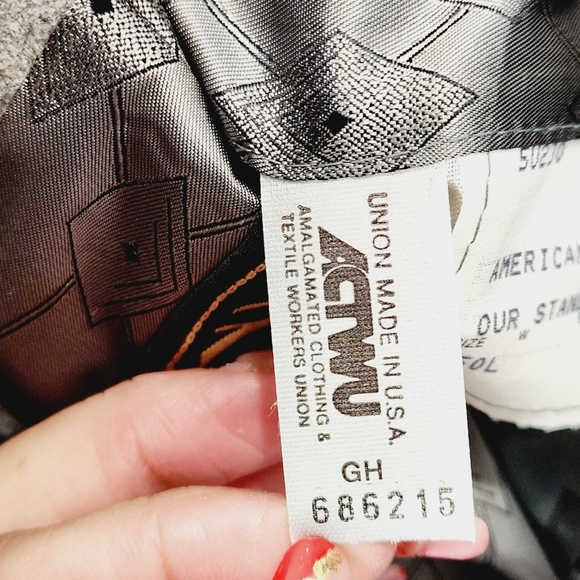 UNION MADE IN U.S.A.
ACTWU
AMALGAMATED CLOTHING &
TEXTILE WORKERS UNION
GH
686215
AMERICAN
OUR STAN
W